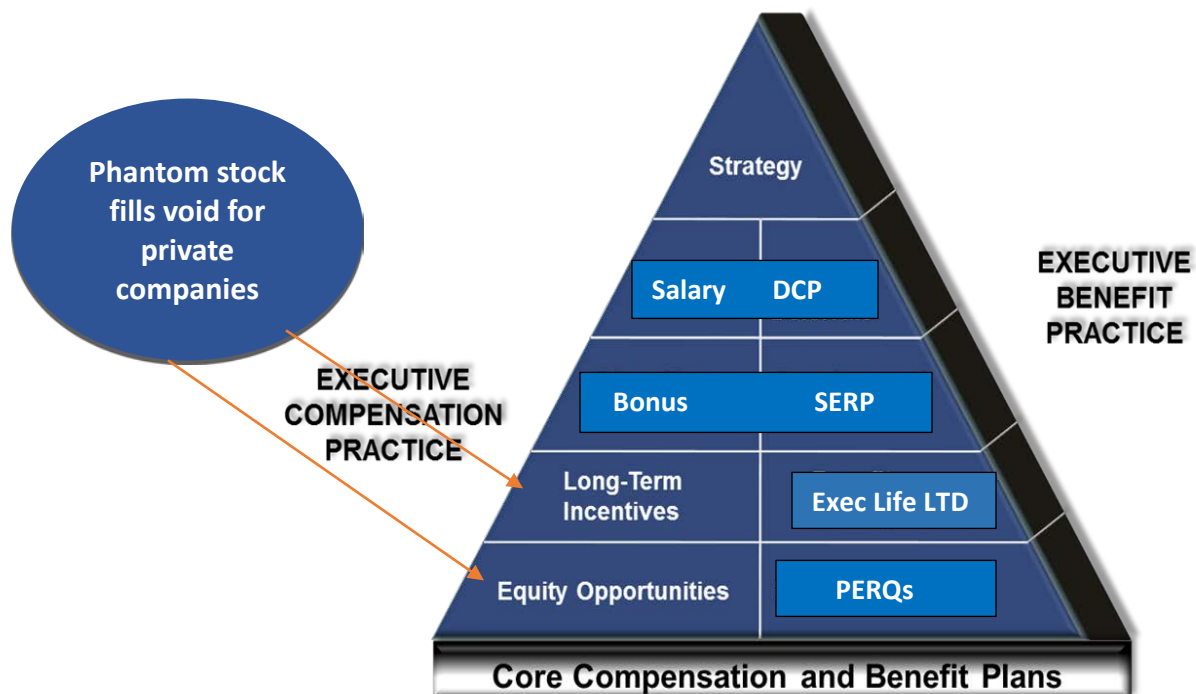 Phantom stock
fills void for
private
companies
EXECUTIVE
COMPENSATION
PRACTICE
Strategy
Salary DCP
Bonus SERP
Long-Term
Incentives
Exec Life LTD
Equity Opportunities
PERQs
EXECUTIVE
BENEFIT
PRACTICE
Core Compensation and Benefit Plans